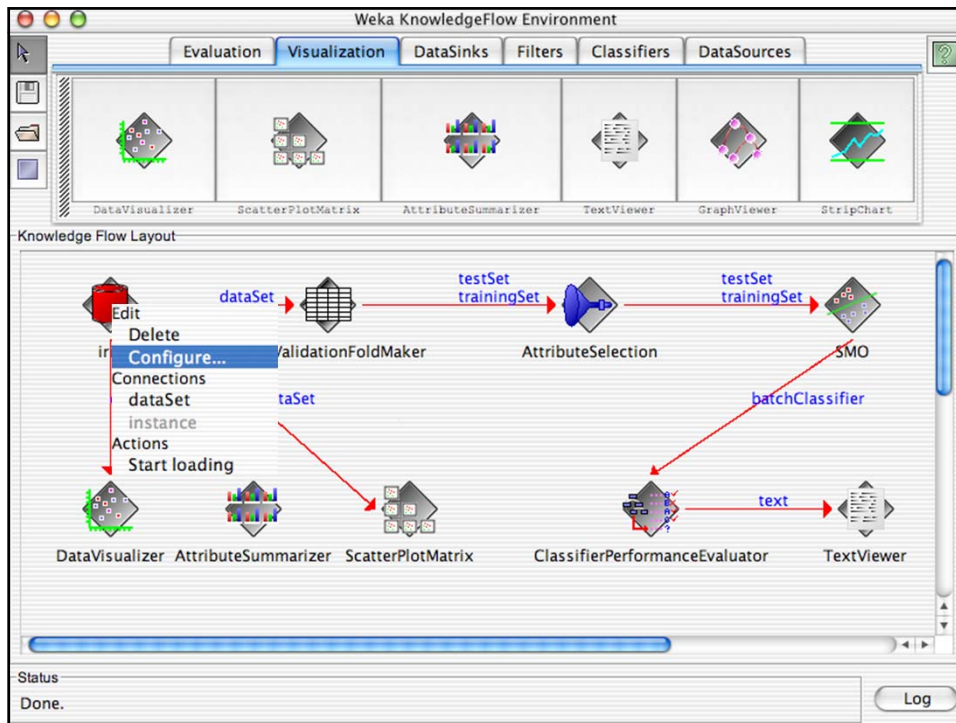 Weka KnowledgeFlow Environment
Evaluation Visualization DataSinks Filters Classifiers DataSources
?
DataVisualizer ScatterPlotMatrix AttributeSummarizer TextViewer GraphViewer StripChart
Knowledge Flow Layout
dataSet
testSet
trainingSet
testSet
trainingSet
ir
ValidationFoldMaker
AttributeSelection
SMO
Edit
Delete
Configure...
Connections
dataSet
instance
Actions
Start loading
taSet
batchClassifier
text
DataVisualizer AttributeSummarizer ScatterPlotMatrix ClassifierPerformanceEvaluator TextViewer
Status
Done.
Log